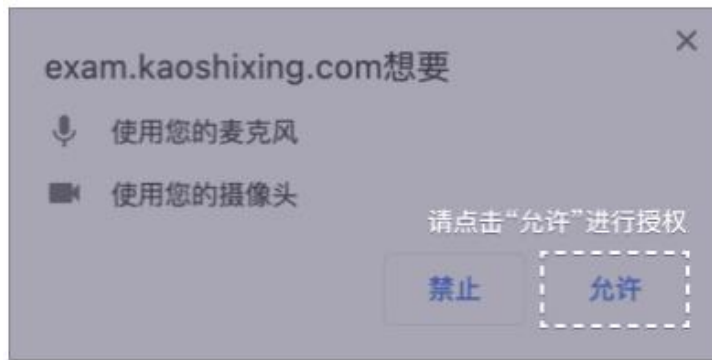 exam.kaoshixing.com想要
使用您的麦克风
使用您的摄像头
请点击“允许”进行授权
禁止
允许